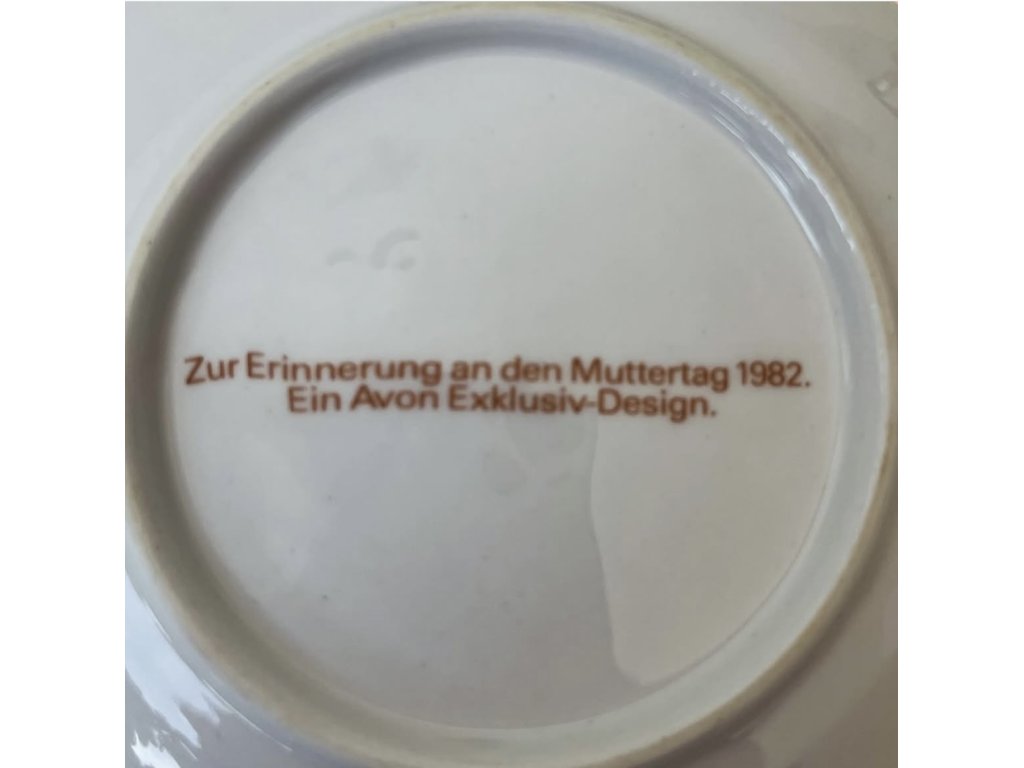 Zur Erinnerung an den Muttertag 1982.
Ein Avon Exklusiv-Design.